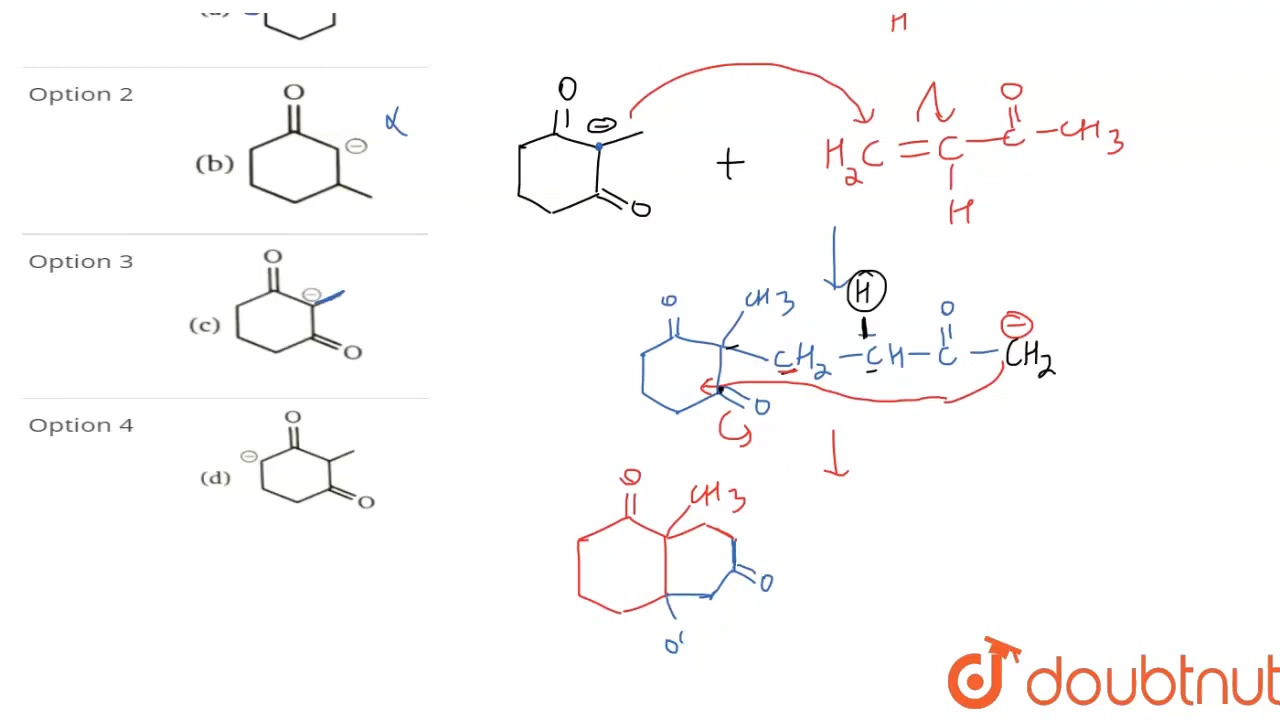 H
Option 2
O
⊖
α
(b)
O
⊖
O
+
H₂C=C-C-CH₃
O
H
Option 3
O
⊖
(c)
O
O
CH₃
H
O
⊖
CH₂-CH-C-CH₂
O
Option 4
O
⊖
(d)
O
O
CH₃
O
O'
doubtnut